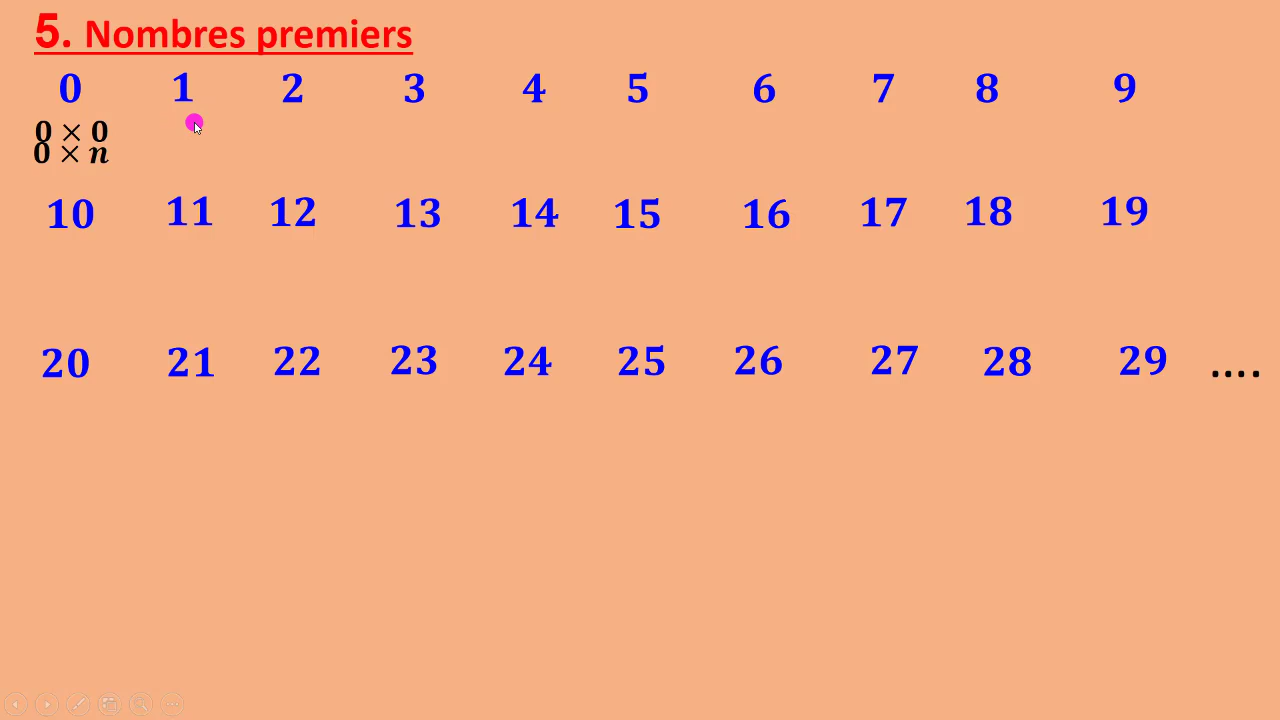 5. Nombres premiers
0 1 2 3 4 5 6 7 8 9
0 × 0
0 × n
10 11 12 13 14 15 16 17 18 19
20 21 22 23 24 25 26 27 28 29 ....